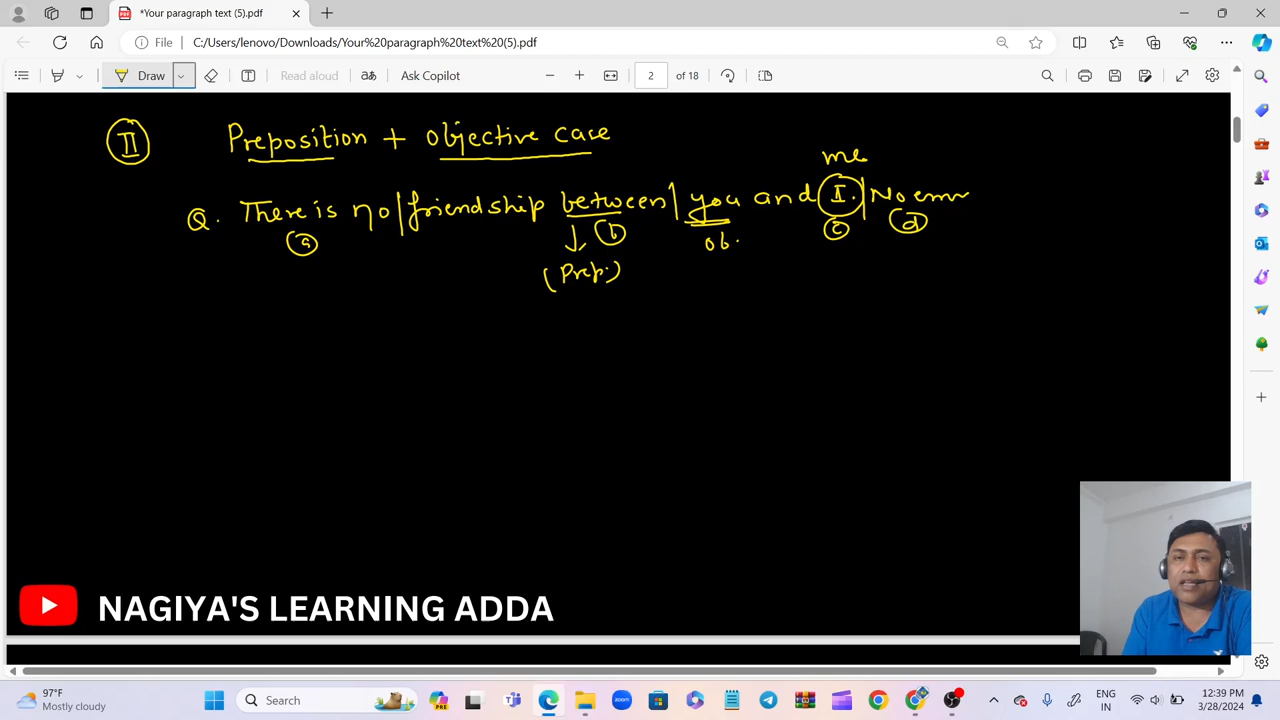 *Your paragraph text (5).pdf
File C:/Users/lenovo/Downloads/Your%20paragraph%20text%20(5).pdf
Draw Read aloud Ask Copilot 2 of 18
II Preposition + objective case
me
Q. There is no | friendship between | you and I. | No error
a b c d
ob.
(Prep.)
NAGIYA'S LEARNING ADDA
97°F
Mostly cloudy
Search
PRE
ENG
IN
12:39 PM
3/28/2024